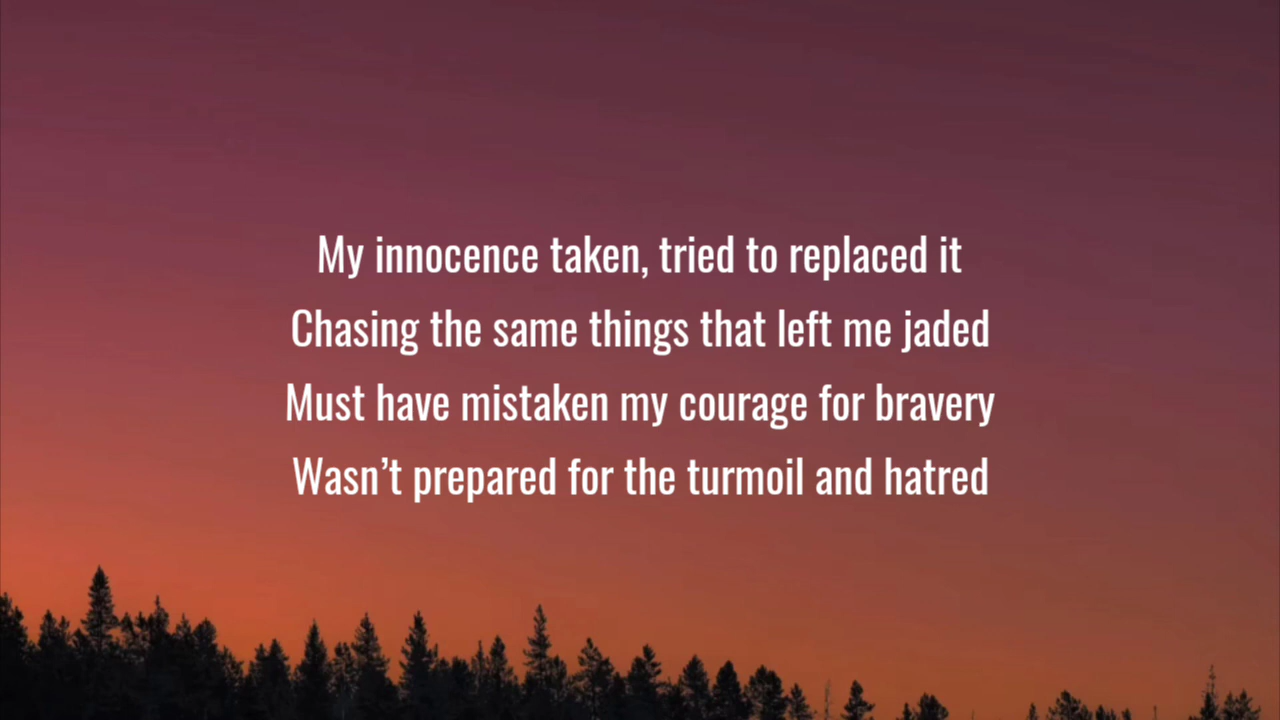 My innocence taken, tried to replaced it
Chasing the same things that left me jaded
Must have mistaken my courage for bravery
Wasn’t prepared for the turmoil and hatred